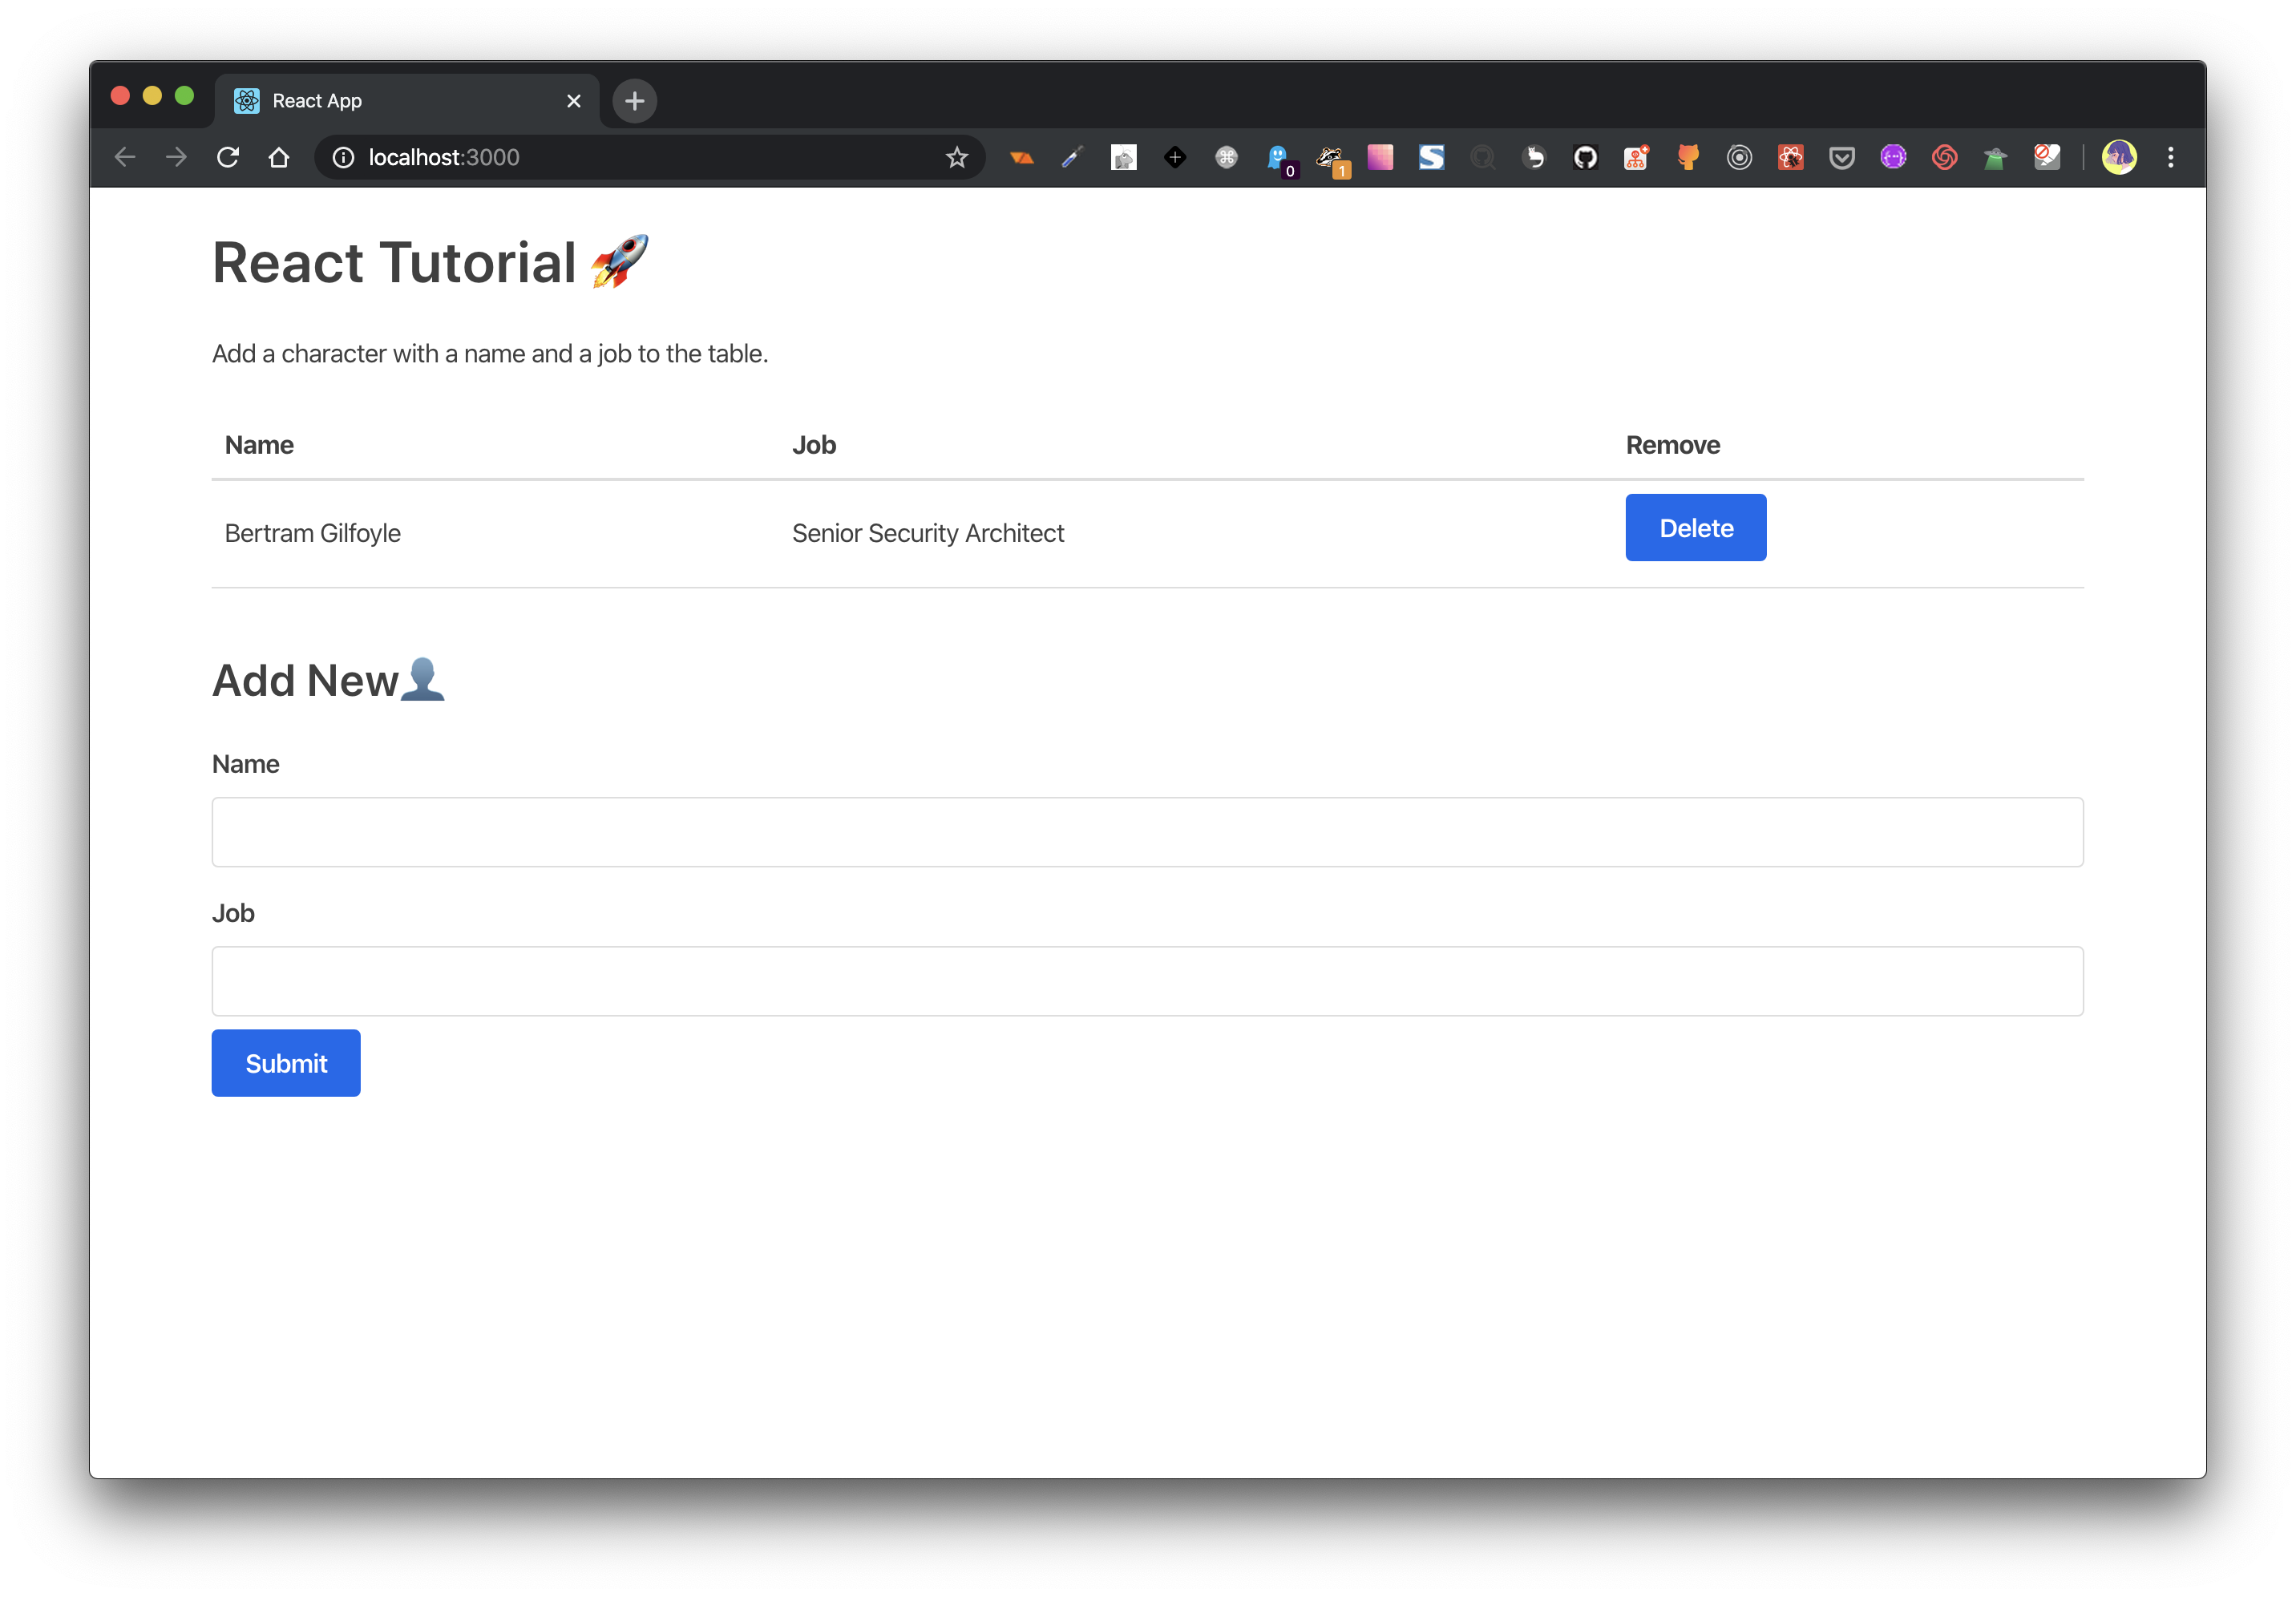 React App
localhost:3000
0
1
React Tutorial 🚀
Add a character with a name and a job to the table.
Name Job Remove
Bertram Gilfoyle Senior Security Architect Delete
Add New👤
Name
Job
Submit